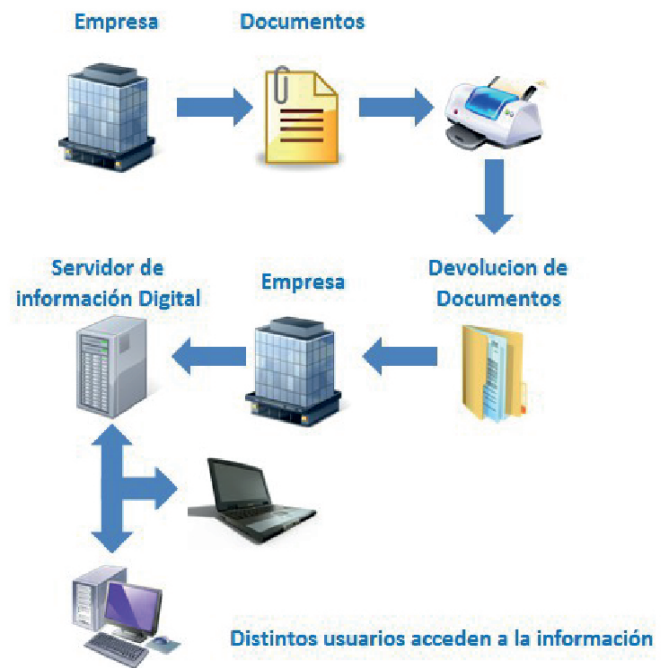 Empresa
Documentos
Devolucion de
Documentos
Empresa
Servidor de
información Digital
Distintos usuarios acceden a la información